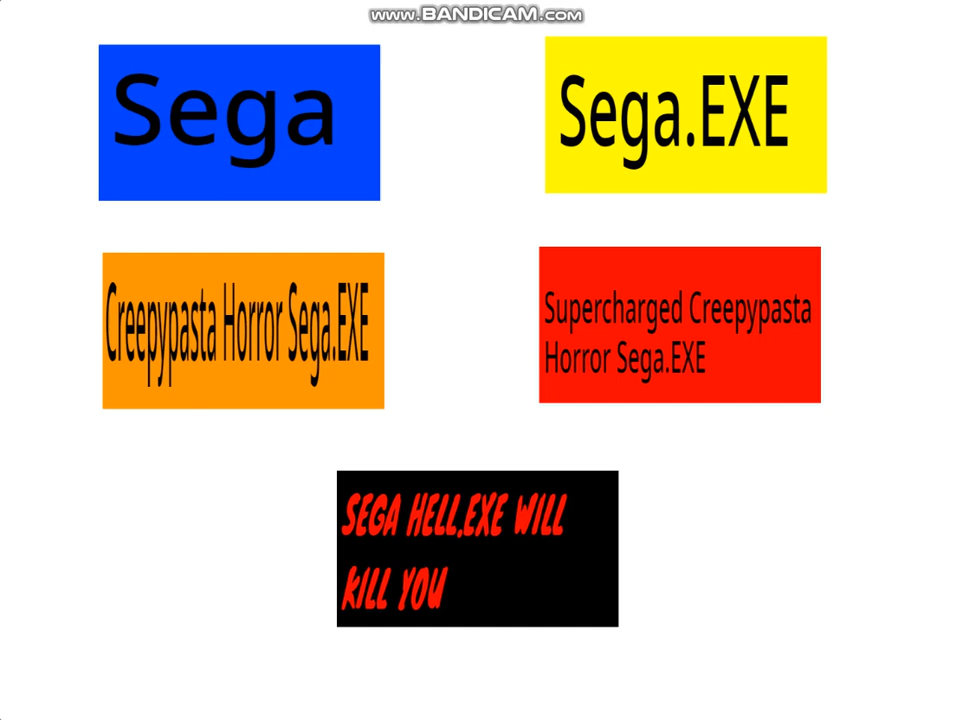 www.BANDICAM.com
Sega
Sega.EXE
Creepypasta Horror Sega.EXE
Supercharged Creepypasta
Horror Sega.EXE
SEGA HELL.EXE WILL
KILL YOU